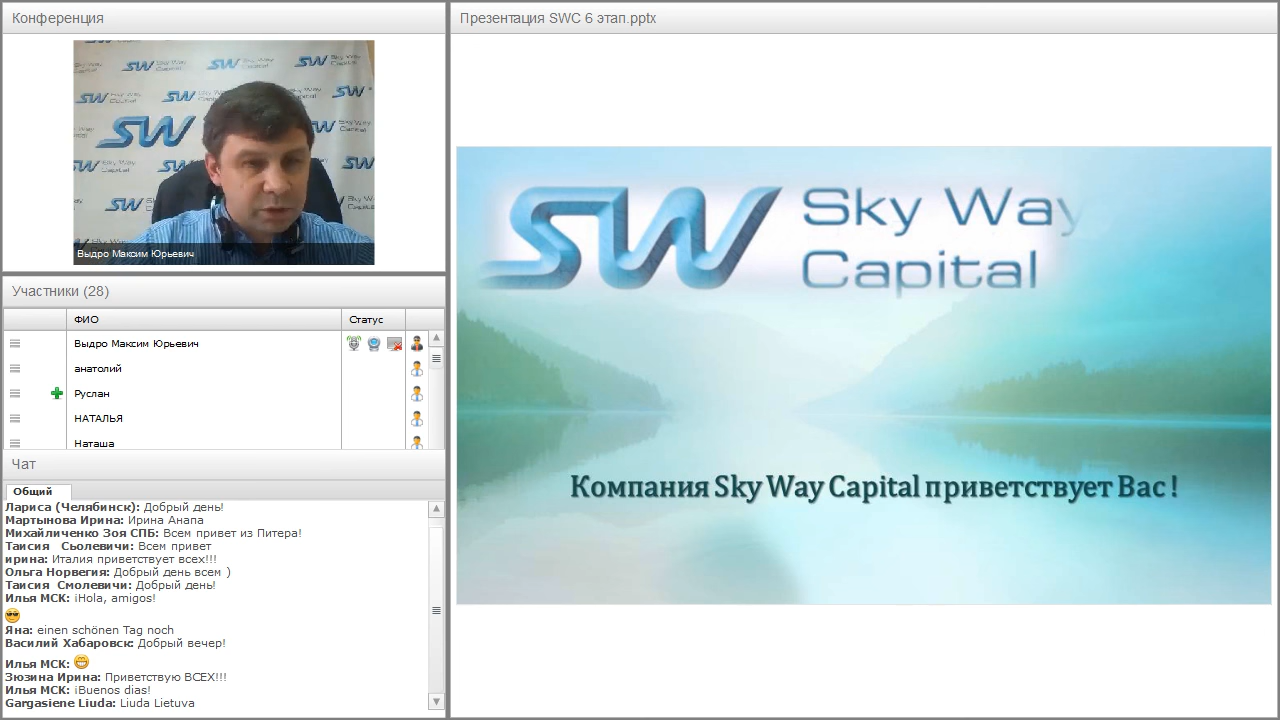 Конференция
SW Sky Way Capital
Выдро Максим Юрьевич
Участники (28)
ФИО Статус
Выдро Максим Юрьевич
анатолий
Руслан
НАТАЛЬЯ
Наташа
Чат
Общий
Лариса (Челябинск): Добрый день!
Мартынова Ирина: Ирина Анапа
Михайличенко Зоя СПБ: Всем привет из Питера!
Таисия Сьолевичи: Всем привет
ирина: Италия приветствует всех!!!
Ольга Норвегия: Добрый день всем )
Таисия Смолевичи: Добрый день!
Илья МСК: ¡Hola, amigos!
Яна: einen schönen Tag noch
Василий Хабаровск: Добрый вечер!
Илья МСК:
Зюзина Ирина: Приветствую ВСЕХ!!!
Илья МСК: ¡Buenos dias!
Gargasiene Liuda: Liuda Lietuva
Презентация SWC 6 этап.pptx
SW Sky Way
Capital
Компания Sky Way Capital приветствует Вас !